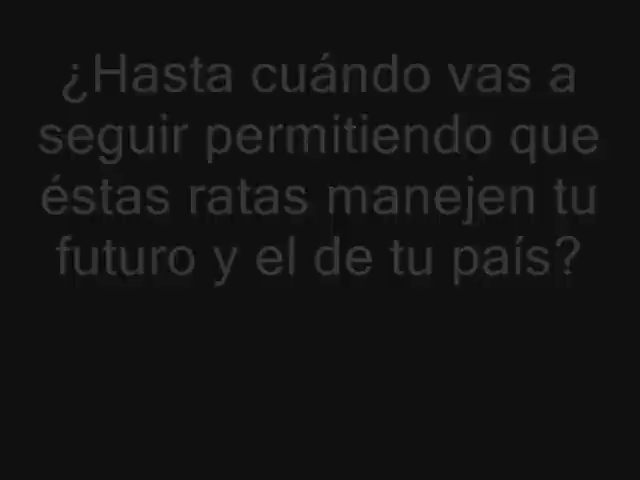 ¿Hasta cuándo vas a
seguir permitiendo que
éstas ratas manejen tu
futuro y el de tu país?